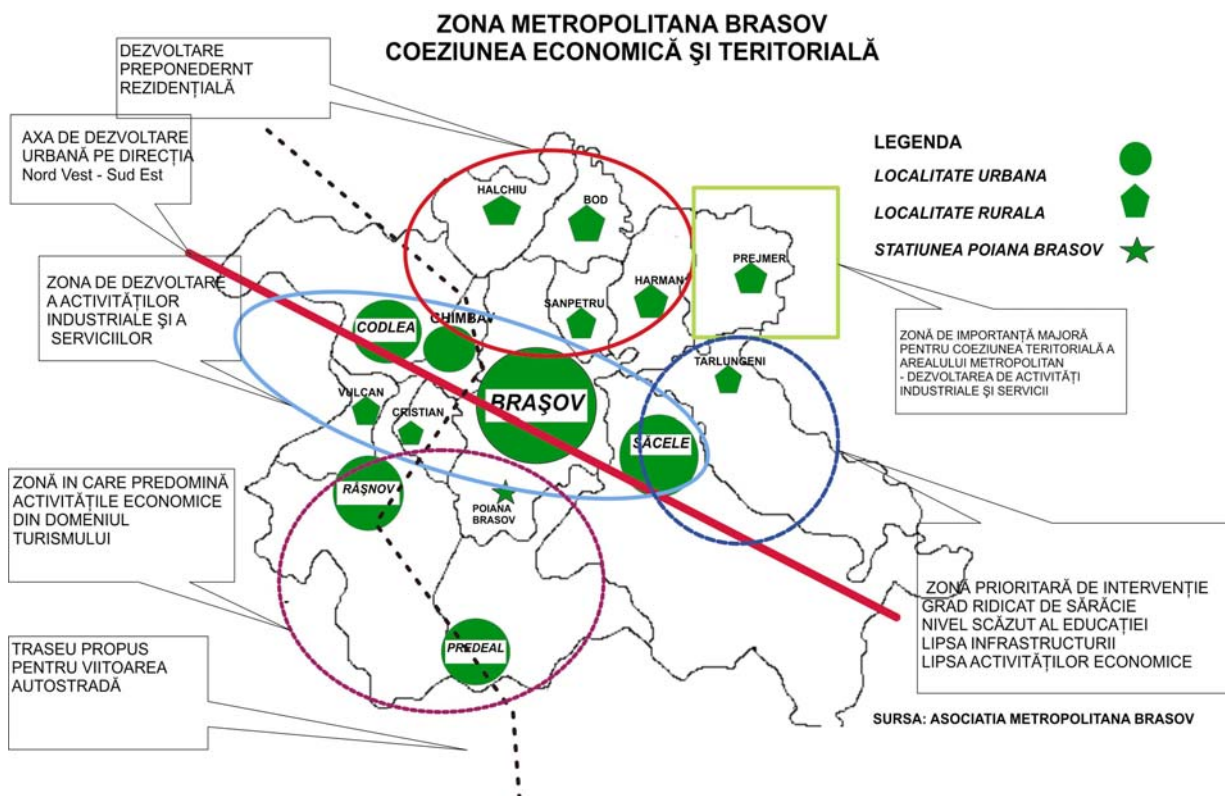 ZONA METROPOLITANA BRASOV
COEZIUNEA ECONOMICĂ ŞI TERITORIALĂ
DEZVOLTARE
PREPONEDERNT
REZIDENȚIALĂ
AXA DE DEZVOLTARE
URBANĂ PE DIRECȚIA
Nord Vest - Sud Est
ZONA DE DEZVOLTARE
A ACTIVITĂȚILOR
INDUSTRIALE ȘI A
SERVICIILOR
ZONĂ IN CARE PREDOMINĂ
ACTIVITĂȚILE ECONOMICE
DIN DOMENIUL
TURISMULUI
TRASEU PROPUS
PENTRU VIITOAREA
AUTOSTRADĂ
HALCHIU
BOD
PREJMER
HARMAN
SANPETRU
GHIMBAV
CODLEA
TARLUNGENI
VULCAN
CRISTIAN
BRAŞOV
SĂCELE
RÂŞNOV
POIANA
BRASOV
PREDEAL
LEGENDA
LOCALITATE URBANA
LOCALITATE RURALA
STATIUNEA POIANA BRASOV
ZONĂ DE IMPORTANȚĂ MAJORĂ
PENTRU COEZIUNEA TERITORIALĂ A
AREALULUI METROPOLITAN
- DEZVOLTAREA DE ACTIVITĂȚI
INDUSTRIALE ȘI SERVICII
ZONĂ PRIORITARĂ DE INTERVENȚIE
GRAD RIDICAT DE SĂRĂCIE
NIVEL SCĂZUT AL EDUCAȚIEI
LIPSA INFRASTRUCTURII
LIPSA ACTIVITĂȚILOR ECONOMICE
SURSA: ASOCIATIA METROPOLITANA BRASOV